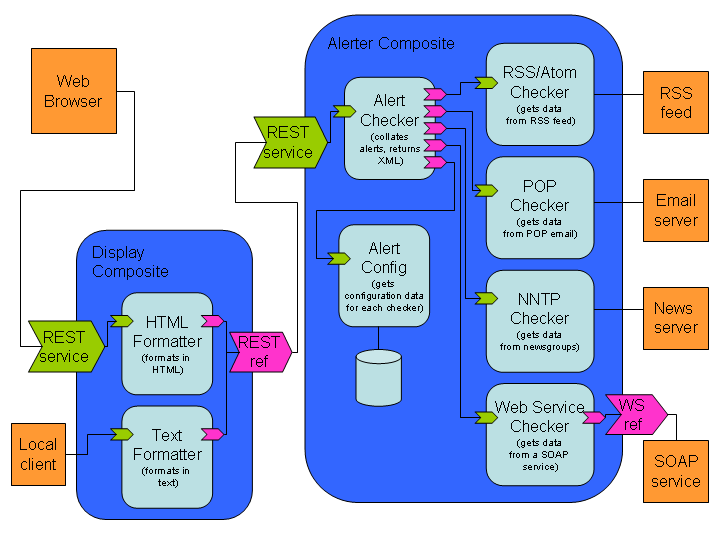 Alerter Composite
Web
Browser
REST
service
Alert
Checker
(collates
alerts, returns
XML)
RSS/Atom
Checker
(gets data
from RSS feed)
RSS
feed
POP
Checker
(gets data
from POP email)
Email
server
Alert
Config
(gets
configuration data
for each checker)
NNTP
Checker
(gets data
from newsgroups)
News
server
Web Service
Checker
(gets data
from a SOAP
service)
WS
ref
SOAP
service
Display
Composite
REST
service
HTML
Formatter
(formats in
HTML)
REST
ref
Local
client
Text
Formatter
(formats in
text)